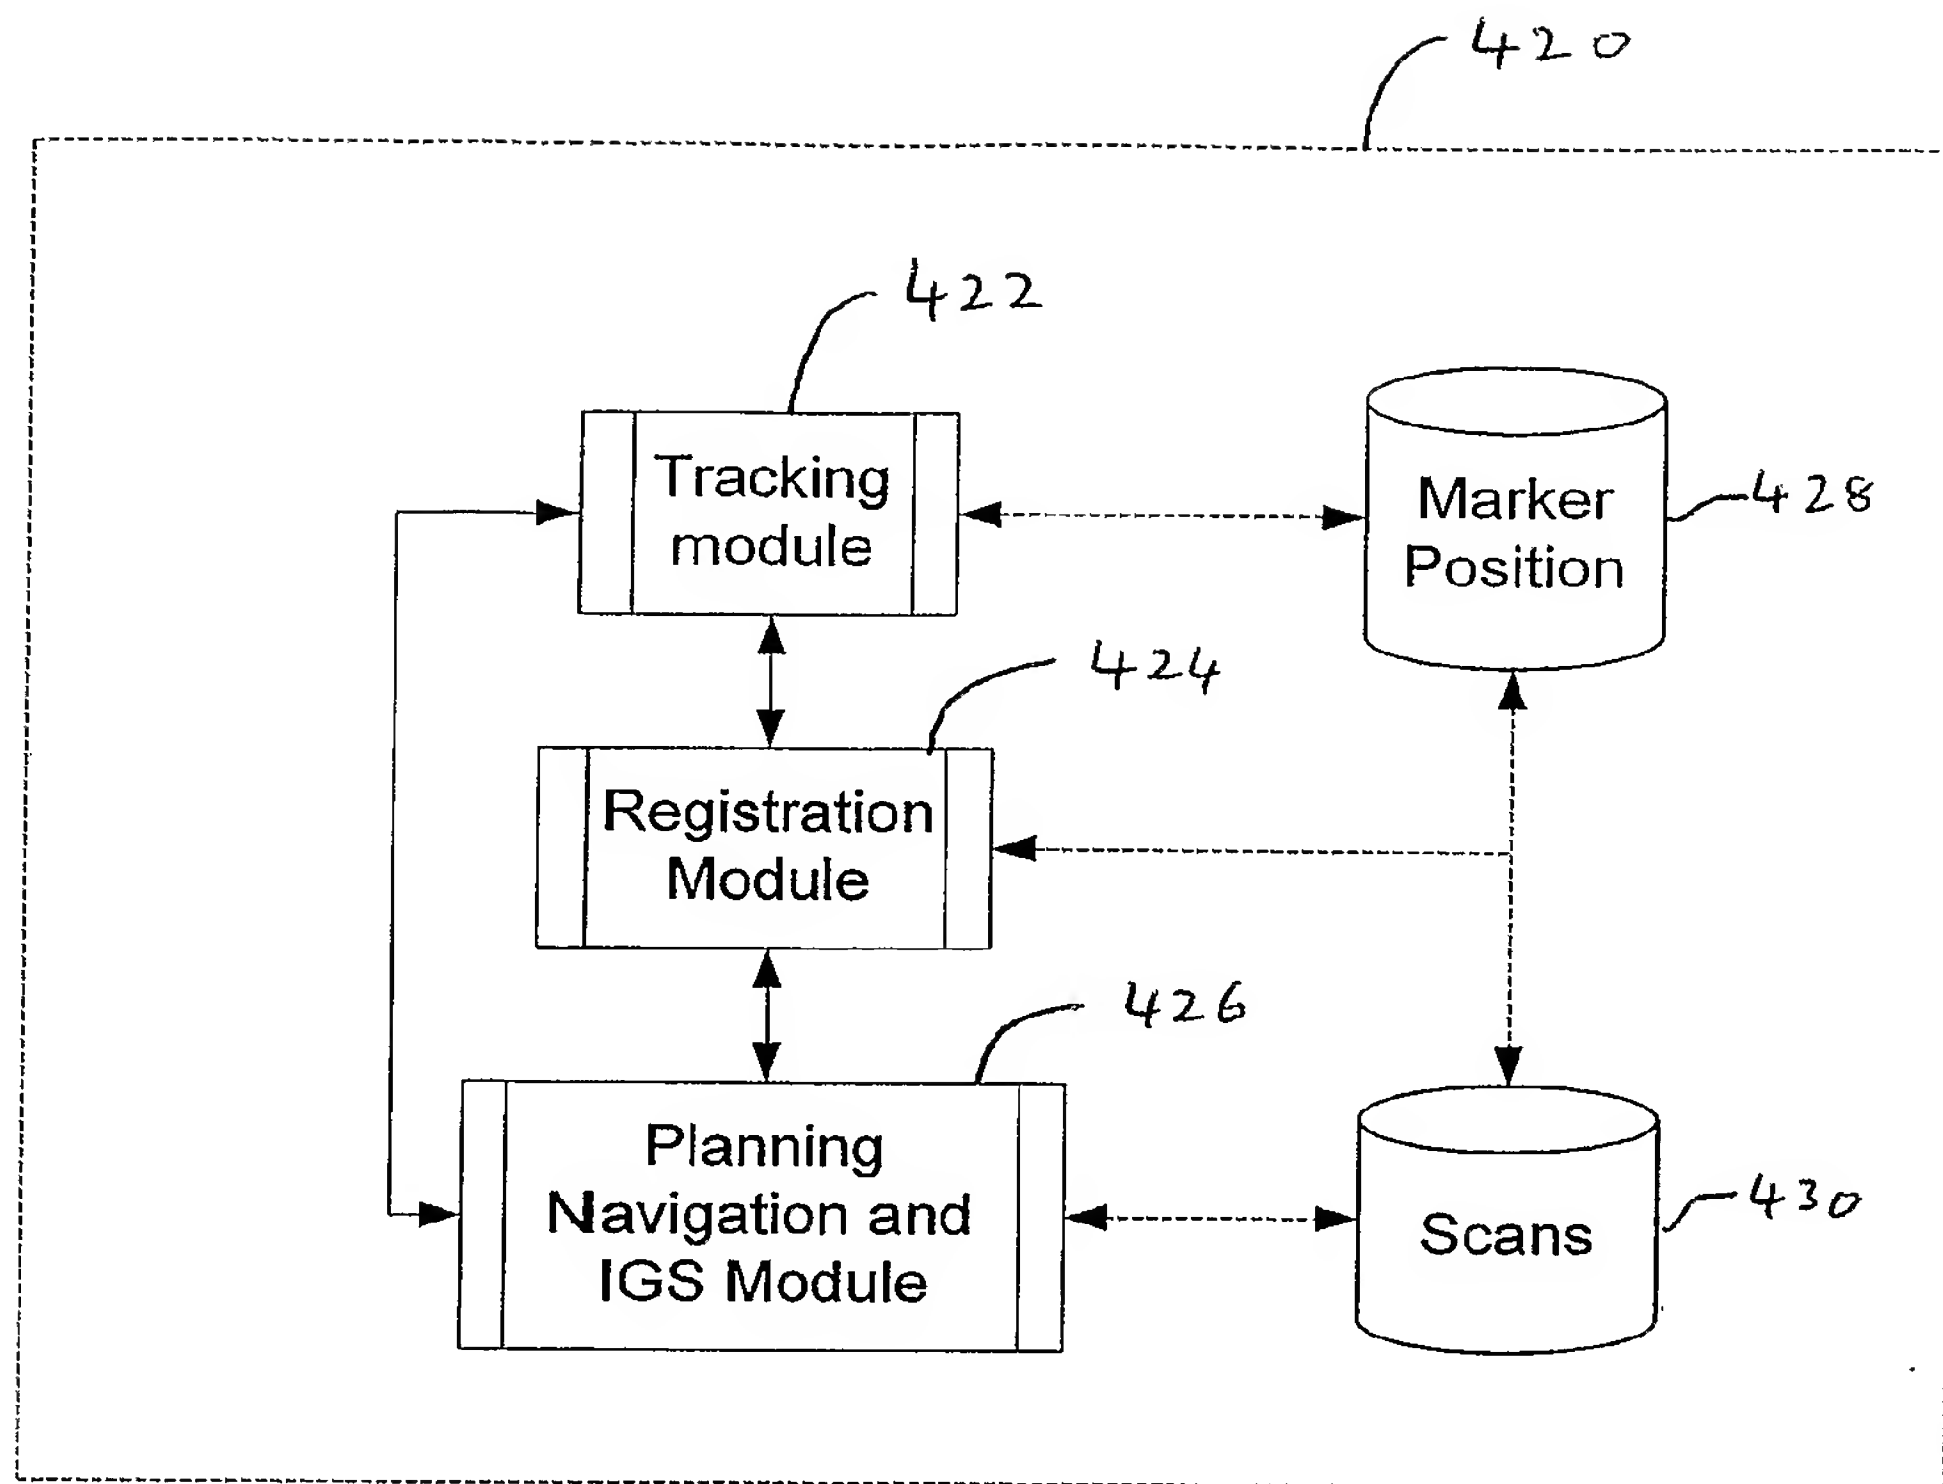 420
422
Tracking
module
Marker
Position
428
424
Registration
Module
426
Planning
Navigation and
IGS Module
Scans
430